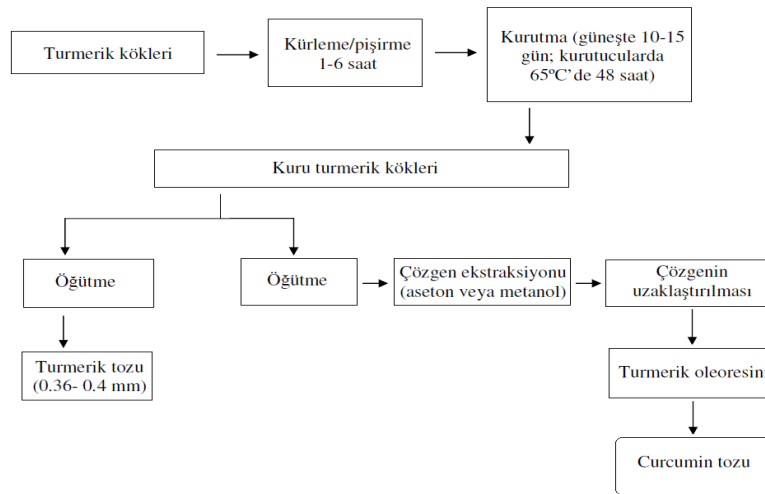 Turmerik kökleri
Kürleme/pişirme
1-6 saat
Kurutma (güneşte 10-15
gün; kurutucularda
65ºC'de 48 saat)
Kuru turmerik kökleri
Öğütme
Öğütme
Çözgen ekstraksiyonu
(aseton veya metanol)
Çözgenin
uzaklaştırılması
Turmerik tozu
(0.36- 0.4 mm)
Turmerik oleoresini
Curcumin tozu